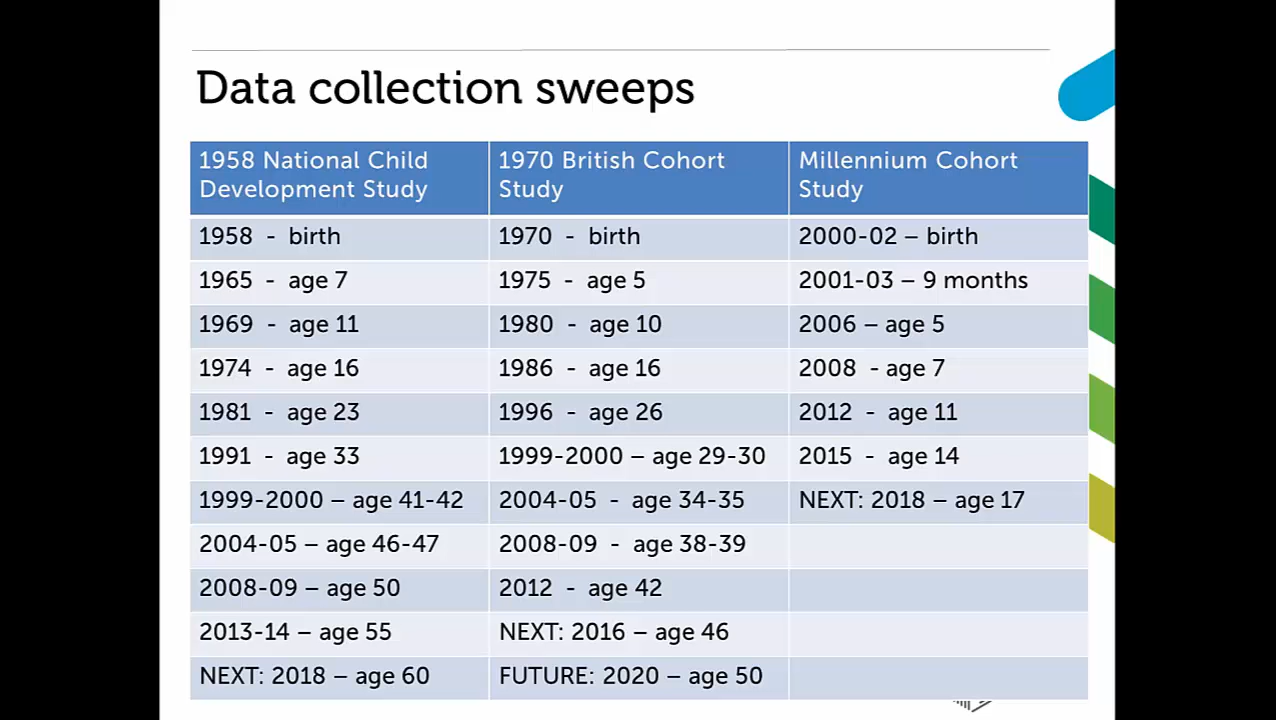 Data collection sweeps
1958 National Child
Development Study
1970 British Cohort
Study
Millennium Cohort
Study
1958 - birth
1970 - birth
2000-02 – birth
1965 - age 7
1975 - age 5
2001-03 – 9 months
1969 - age 11
1980 - age 10
2006 – age 5
1974 - age 16
1986 - age 16
2008 - age 7
1981 - age 23
1996 - age 26
2012 - age 11
1991 - age 33
1999-2000 – age 29-30
2015 - age 14
1999-2000 – age 41-42
2004-05 - age 34-35
NEXT: 2018 – age 17
2004-05 – age 46-47
2008-09 - age 38-39
2008-09 – age 50
2012 - age 42
2013-14 – age 55
NEXT: 2016 – age 46
NEXT: 2018 – age 60
FUTURE: 2020 – age 50